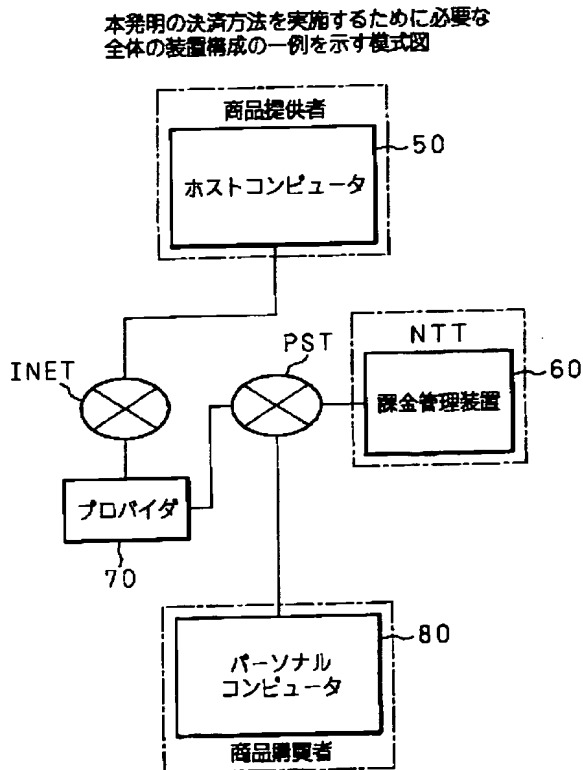 本発明の決済方法を実施するために必要な
全体の装置構成の一例を示す模式図
商品提供者
50
ホストコンピュータ
INET
PST
NTT
60
課金管理装置
プロバイダ
70
80
パーソナル
コンピュータ
商品購買者